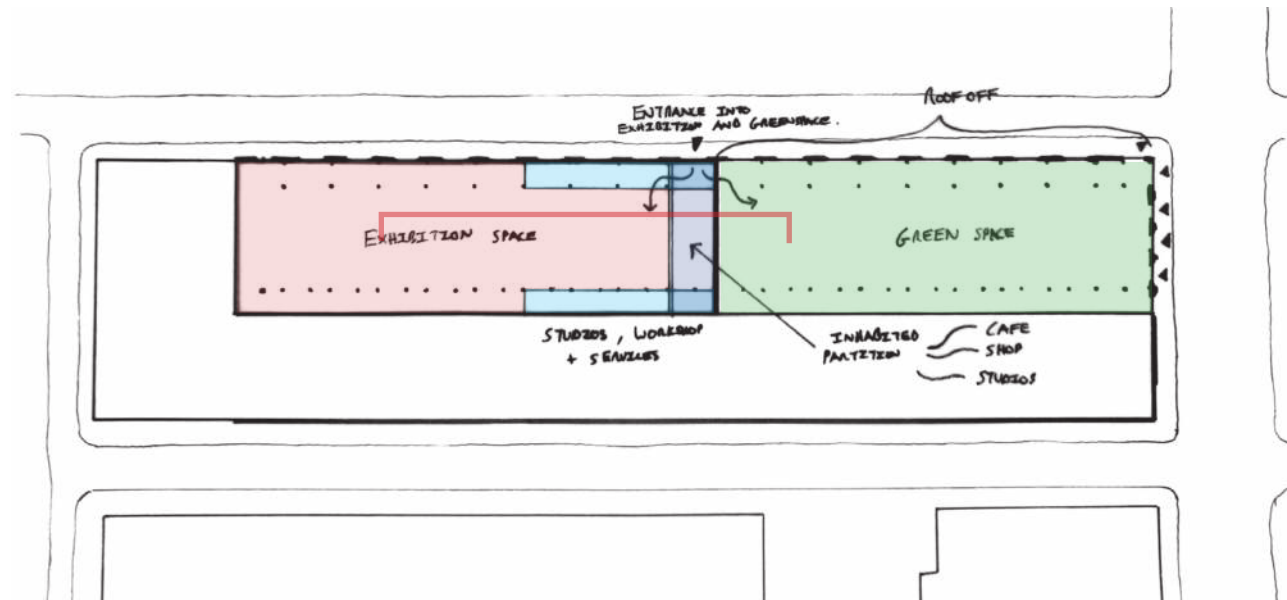 ROOF OFF
ENTRANCE INTO
EXHIBITION AND GREENSPACE.
EXHIBITION SPACE
GREEN SPACE
STUDIOS, WORKSHOP
+ SERVICES
INHABITED
PARTITION
CAFE
SHOP
STUDIOS